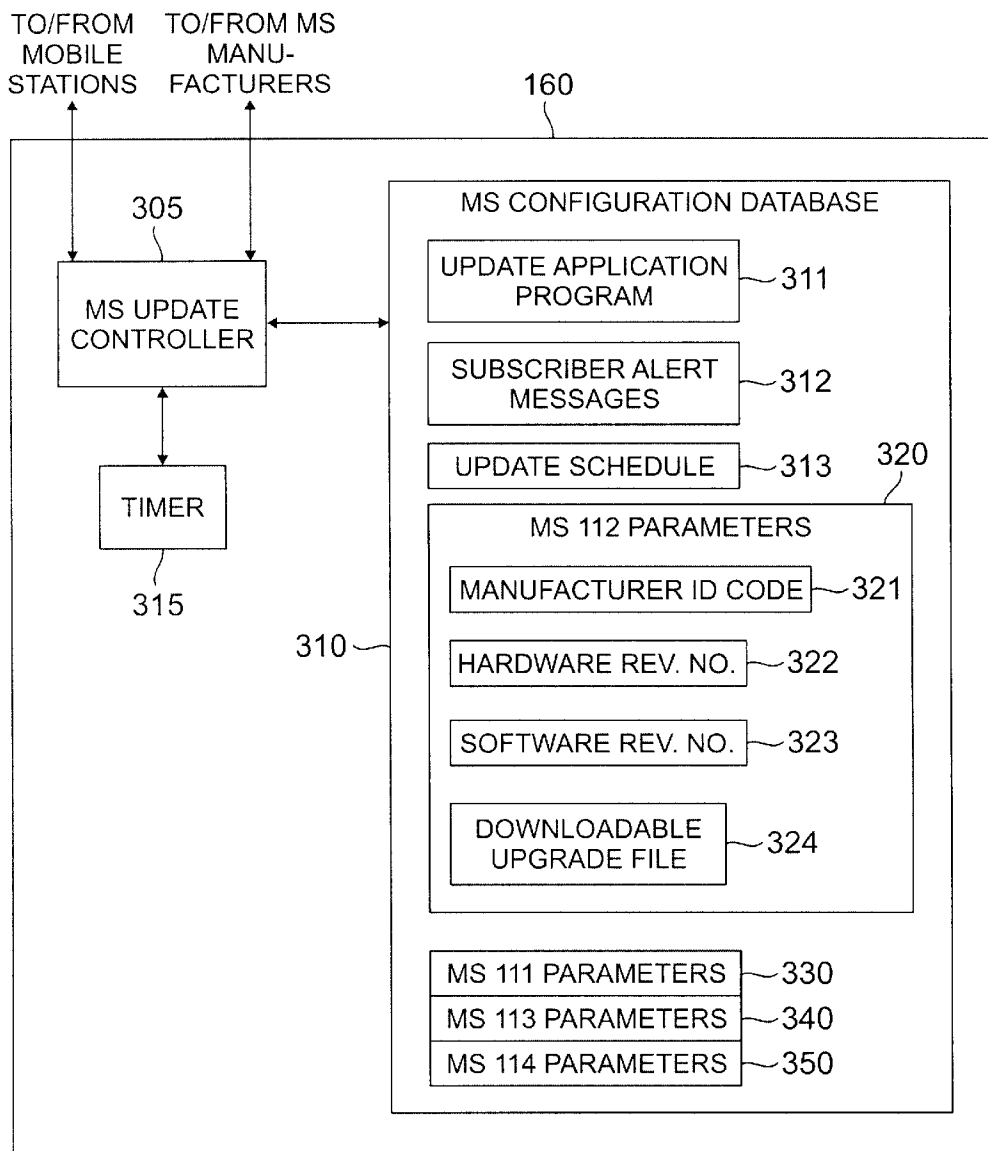 TO/FROM
MOBILE
STATIONS
TO/FROM MS
MANU-
FACTURERS
160
305
MS UPDATE
CONTROLLER
TIMER
315
310
MS CONFIGURATION DATABASE
UPDATE APPLICATION
PROGRAM
311
SUBSCRIBER ALERT
MESSAGES
312
UPDATE SCHEDULE
313
320
MS 112 PARAMETERS
MANUFACTURER ID CODE
321
HARDWARE REV. NO.
322
SOFTWARE REV. NO.
323
DOWNLOADABLE
UPGRADE FILE
324
MS 111 PARAMETERS
330
MS 113 PARAMETERS
340
MS 114 PARAMETERS
350